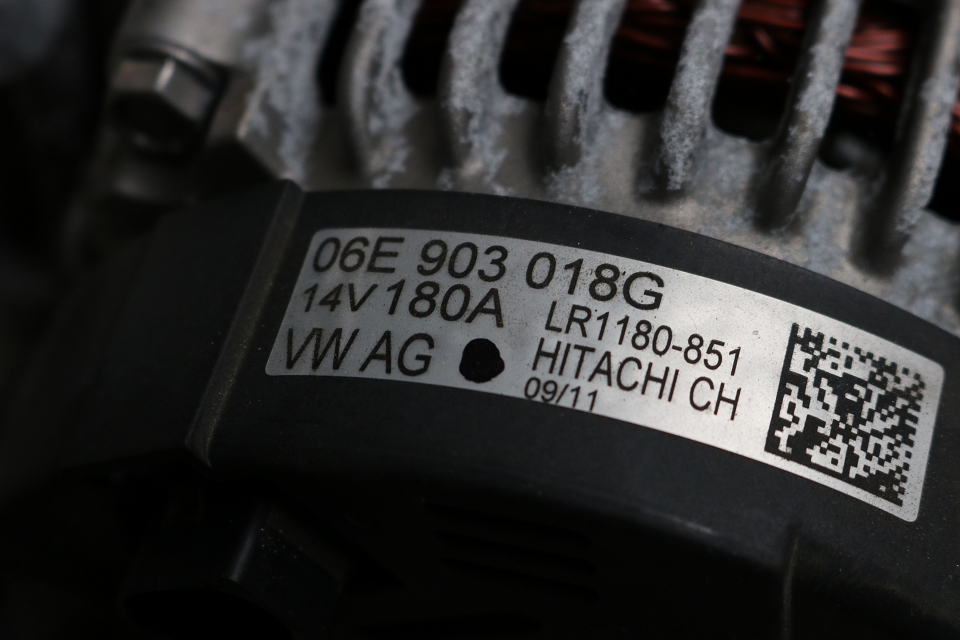 06E 903 018G
14V 180A LR1180-851
VW AG HITACHI CH
09/11